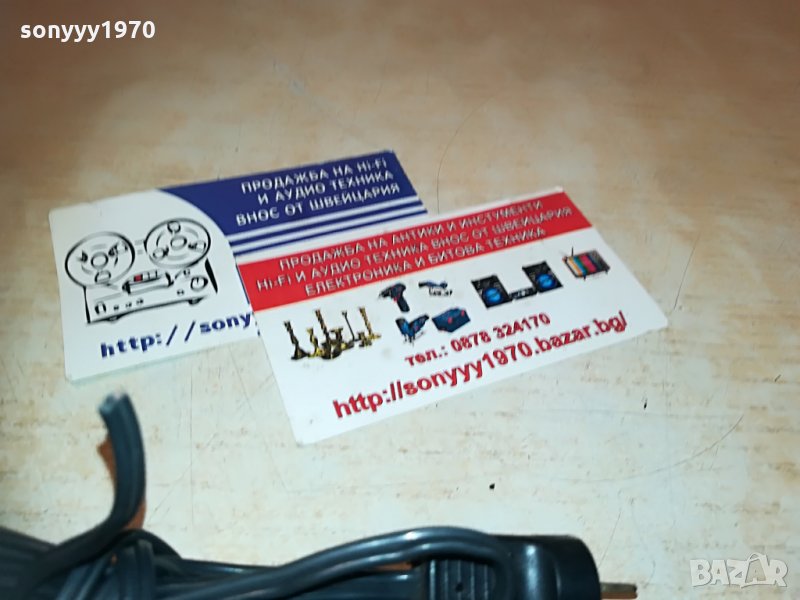 sonyyy1970
ПРОДАЖБА НА Hi-Fi
И АУДИО ТЕХНИКА
ВНОС ОТ ШВЕЙЦАРИЯ
http://sonyy
ПРОДАЖБА НА АНТИКИ И ИНСТУМЕНТИ
Hi-Fi И АУДИО ТЕХНИКА ВНОС ОТ ШВЕЙЦАРИЯ
ЕЛЕКТРОНИКА И БИТОВА ТЕХНИКА
тел.: 0878 324170
http://sonyyy1970.bazar.bg/
BAZAR